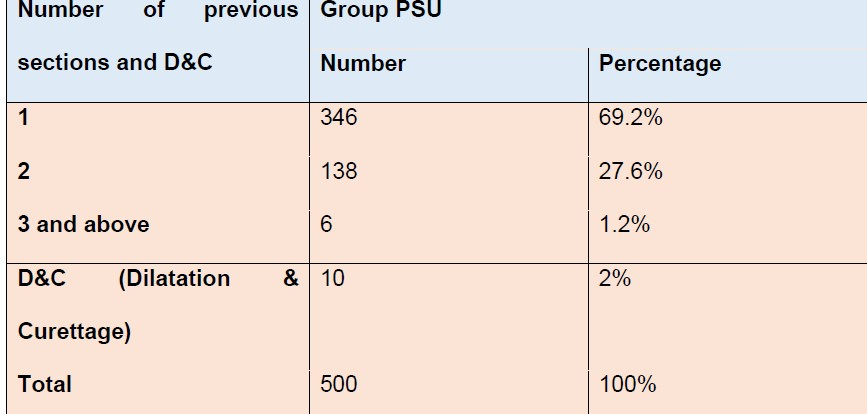 Number of previous Group PSU
sections and D&C Number Percentage
1 346 69.2%
2 138 27.6%
3 and above 6 1.2%
D&C (Dilatation & 10 2%
Curettage)
Total 500 100%